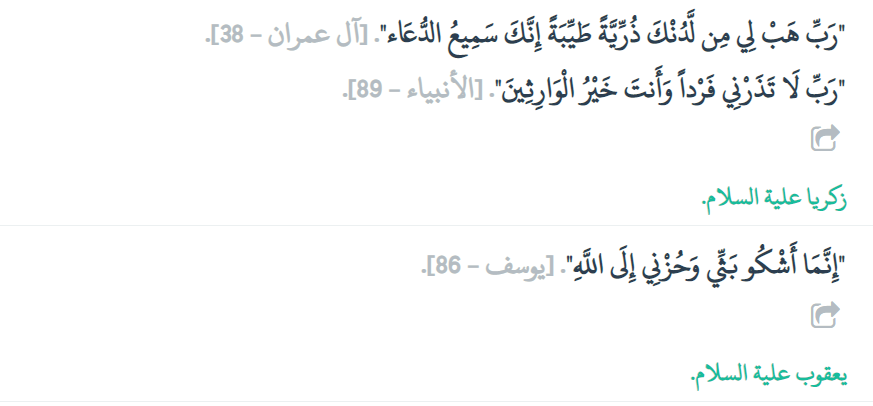 "رَبِّ هَبْ لِي مِن لَّدُنْكَ ذُرِّيَّةً طَيِّبَةً إِنَّكَ سَمِيعُ الدُّعَاء". [آل عمران – 38].
"رَبِّ لَا تَذَرْنِي فَرْداً وَأَنتَ خَيْرُ الْوَارِثِينَ". [الأنبياء – 89].
زكريا علية السلام.
"إِنَّمَا أَشْكُو بَثِّي وَحُزْنِي إِلَى اللَّهِ". [يوسف – 86].
يعقوب علية السلام.